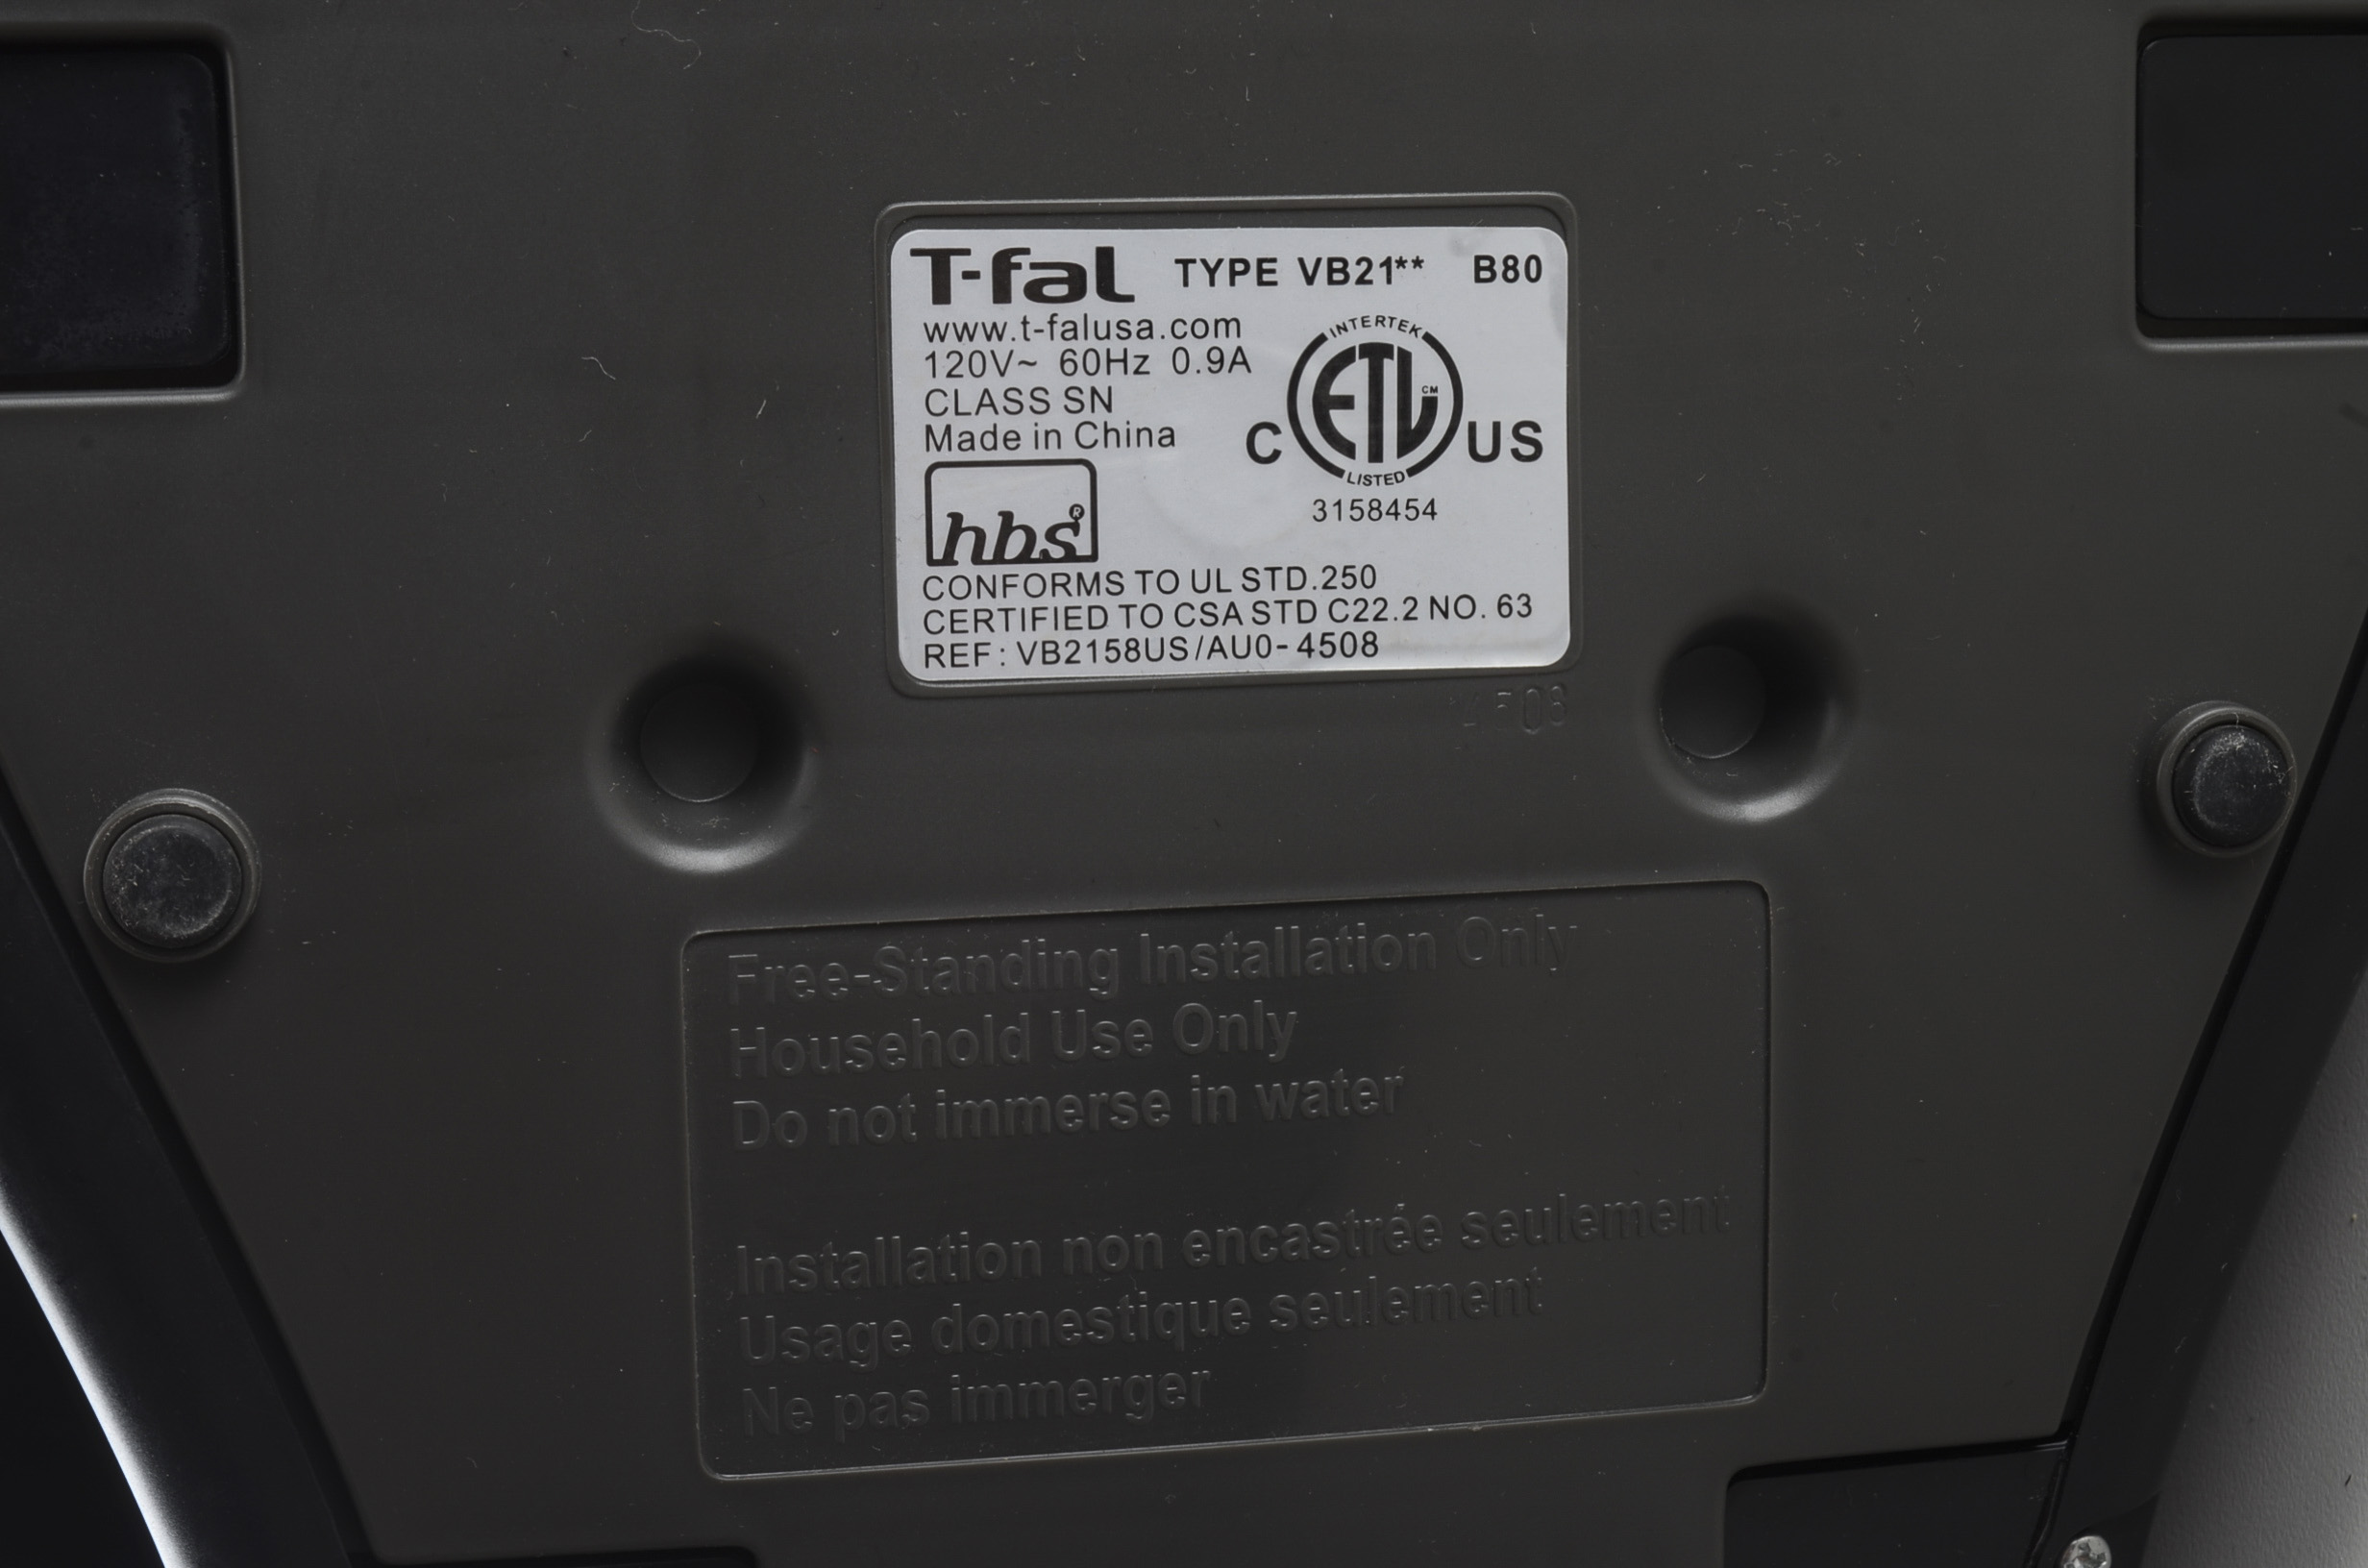 T-fal TYPE VB21** B80
www.t-falusa.com
120V~ 60Hz 0.9A
CLASS SN
Made in China
INTERTEK
C ETL CM US
LISTED
3158454
hbs®
CONFORMS TO UL STD.250
CERTIFIED TO CSA STD C22.2 NO. 63
REF: VB2158US/AU0-4508
Free-Standing Installation Only
Household Use Only
Do not immerse in water
Installation non encastrée seulement
Usage domestique seulement
Ne pas immerger